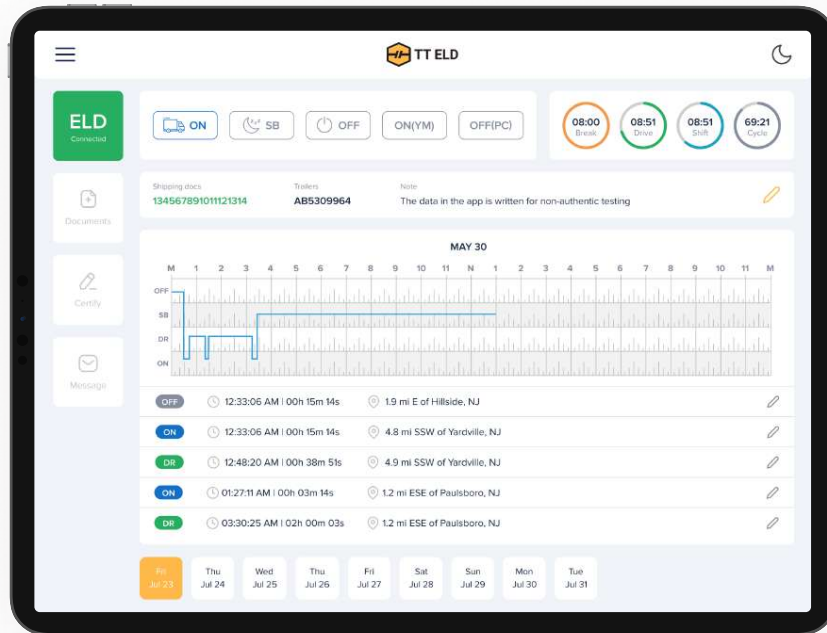 TT ELD
ELD
Connected
ON
SB
OFF
ON(YM)
OFF(PC)
08:00
Break
08:51
Drive
08:51
Shift
69:21
Cycle
Documents
Shipping docs
134567891011121314
Trailers
AB5309964
Note
The data in the app is written for non-authentic testing
Certify
Message
MAY 30
M 1 2 3 4 5 6 7 8 9 10 11 N 1 2 3 4 5 6 7 8 9 10 11 M
OFF
SB
DR
ON
OFF 12:33:06 AM | 00h 15m 14s 1.9 mi E of Hillside, NJ
ON 12:33:06 AM | 00h 15m 14s 4.8 mi SSW of Yardville, NJ
DR 12:48:20 AM | 00h 38m 51s 4.9 mi SSW of Yardville, NJ
ON 01:27:11 AM | 00h 03m 14s 1.2 mi ESE of Paulsboro, NJ
DR 03:30:25 AM | 02h 00m 03s 1.2 mi ESE of Paulsboro, NJ
Fri Thu Wed Thu Fri Sat Sun Mon Tue
Jul 23 Jul 24 Jul 25 Jul 26 Jul 27 Jul 28 Jul 29 Jul 30 Jul 31